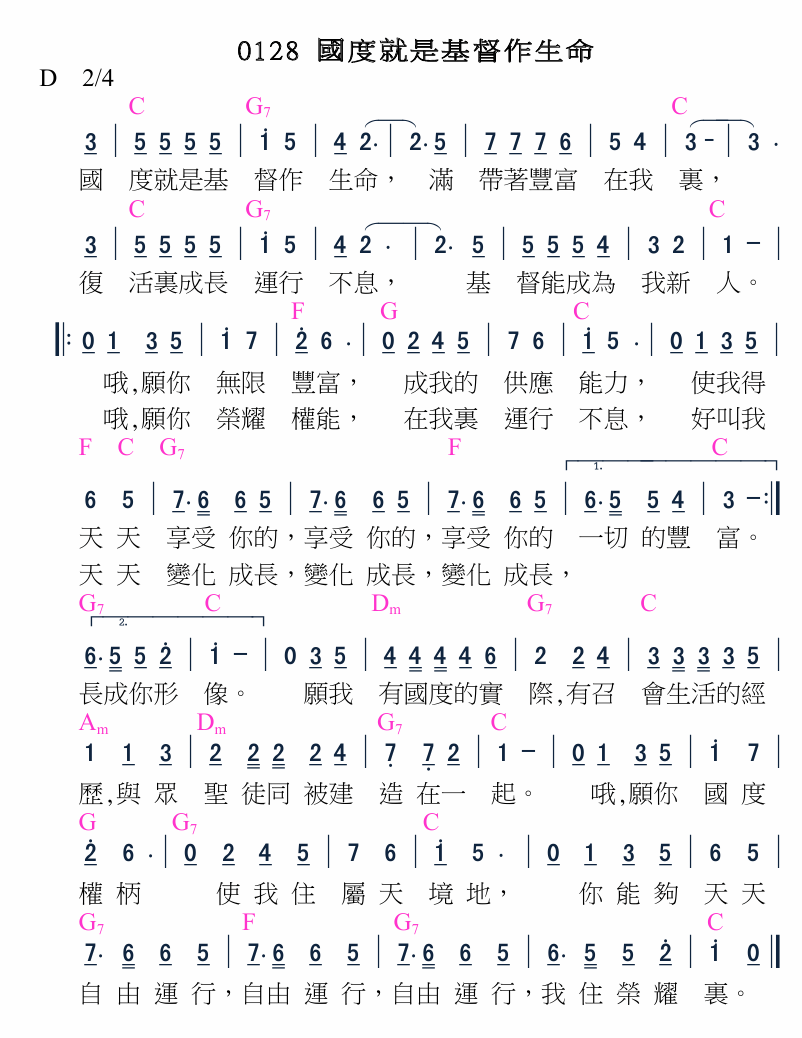 0128 國度就是基督作生命
D 2/4
C G7 C
3 | 5 5 5 5 | i 5 | 4 2· | 2·5 | 7 7 7 6 | 5 4 | 3 - | 3 ·
國 度就是基 督作 生命， 滿 帶著豐富 在我 裏，
C G7 C
3 | 5 5 5 5 | i 5 | 4 2 · | 2· 5 | 5 5 5 4 | 3 2 | 1 - |
復 活裏成長 運行 不息， 基 督能成為 我新 人。
F G C
‖: 0 1 3 5 | i 7 | 2̇ 6 · | 0 2 4 5 | 7 6 | i 5 · | 0 1 3 5 |
哦,願你 無限 豐富， 成我的 供應 能力， 使我得
哦,願你 榮耀 權能， 在我裏 運行 不息， 好叫我
F C G7 F C
1.
6 5 | 7·6 6 5 | 7·6 6 5 | 7·6 6 5 | 6·5 5 4 | 3 -:‖
天 天 享受 你的，享受 你的，享受 你的 一切 的豐 富。
天 天 變化 成長，變化 成長，變化 成長，
G7 C Dm G7 C
2.
6·5 5 2̇ | i - | 0 3 5 | 4 4 4 4 6 | 2 2 4 | 3 3 3 3 5 |
長成你形 像。 願我 有國度的實 際,有召 會生活的經
Am Dm G7 C
1 1 3 | 2 2 2 2 4 | 7̣ 7̣ 2 | 1 - | 0 1 3 5 | i 7 |
歷,與 眾 聖 徒同 被建 造 在一 起。 哦,願你 國 度
G G7 C
2̇ 6 · | 0 2 4 5 | 7 6 | i 5 · | 0 1 3 5 | 6 5 |
權 柄 使 我 住 屬 天 境 地， 你 能 夠 天 天
G7 F G7 C
7· 6 6 5 | 7·6 6 5 | 7·6 6 5 | 6· 5 5 2̇ | i 0 ‖
自 由 運 行，自由 運 行，自由 運 行，我 住 榮 耀 裏。